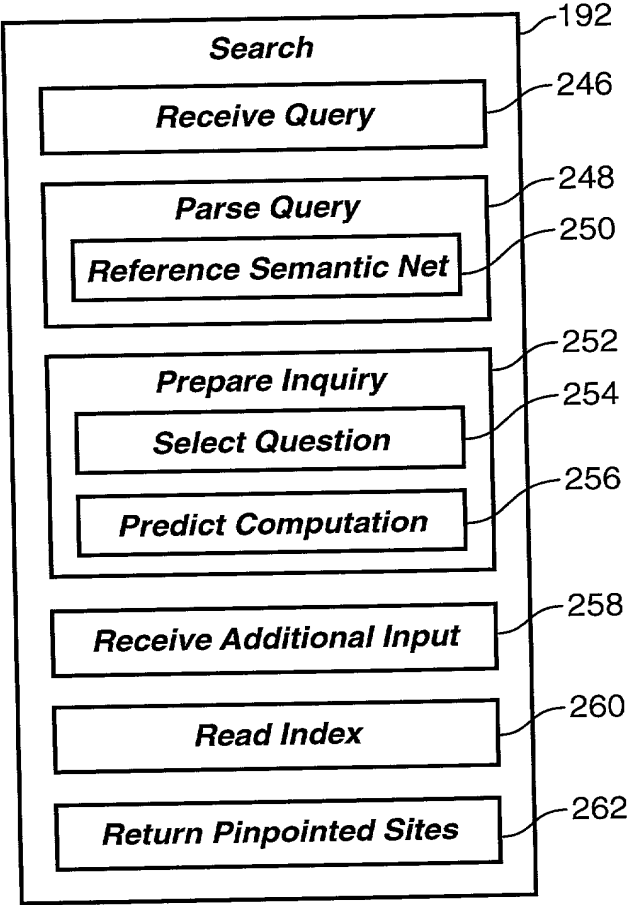 192
Search
Receive Query
246
Parse Query
248
Reference Semantic Net
250
Prepare Inquiry
252
Select Question
254
Predict Computation
256
Receive Additional Input
258
Read Index
260
Return Pinpointed Sites
262